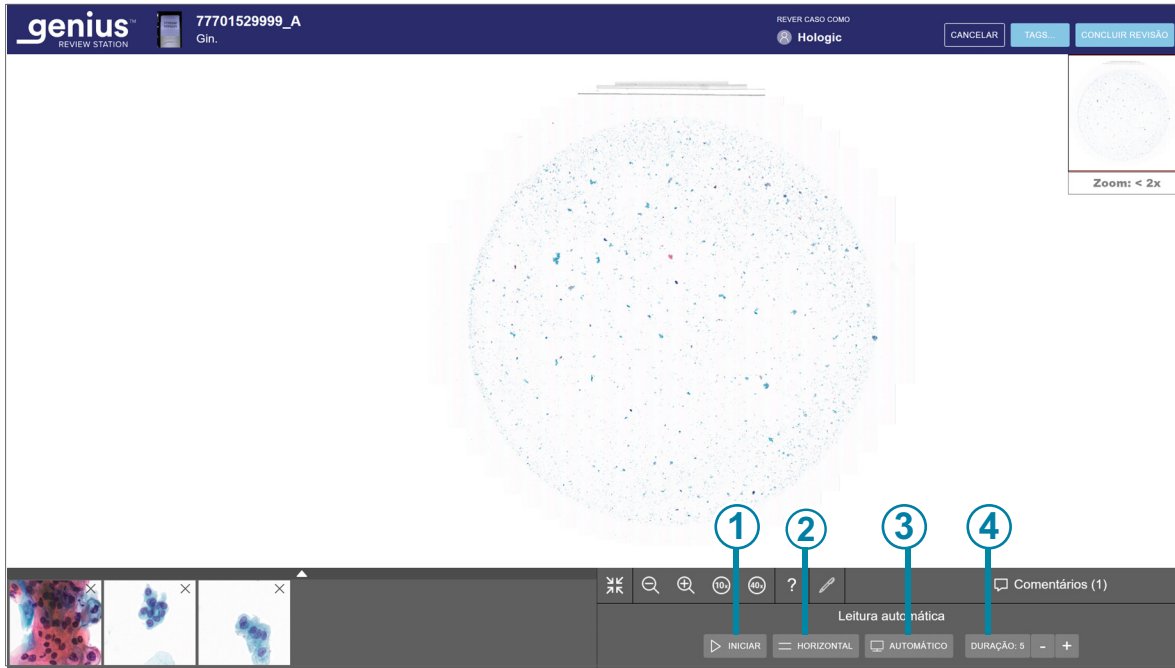 genius™
REVIEW STATION
77701529999_A
Gin.
REVER CASO COMO
Hologic
CANCELAR
TAGS...
CONCLUIR REVISÃO
Zoom: < 2x
1
2
3
4
10x
40x
?
Comentários (1)
Leitura automática
INICIAR
HORIZONTAL
AUTOMÁTICO
DURAÇÃO: 5
-
+